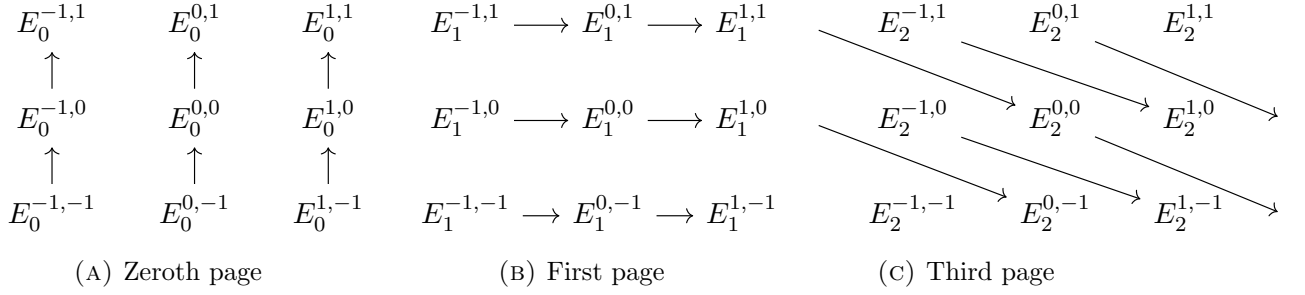 E_0^{-1,1} E_0^{0,1} E_0^{1,1} E_1^{-1,1} E_1^{0,1} E_1^{1,1} E_2^{-1,1} E_2^{0,1} E_2^{1,1}
E_0^{-1,0} E_0^{0,0} E_0^{1,0} E_1^{-1,0} E_1^{0,0} E_1^{1,0} E_2^{-1,0} E_2^{0,0} E_2^{1,0}
E_0^{-1,-1} E_0^{0,-1} E_0^{1,-1} E_1^{-1,-1} E_1^{0,-1} E_1^{1,-1} E_2^{-1,-1} E_2^{0,-1} E_2^{1,-1}
(A) Zeroth page (B) First page (C) Third page